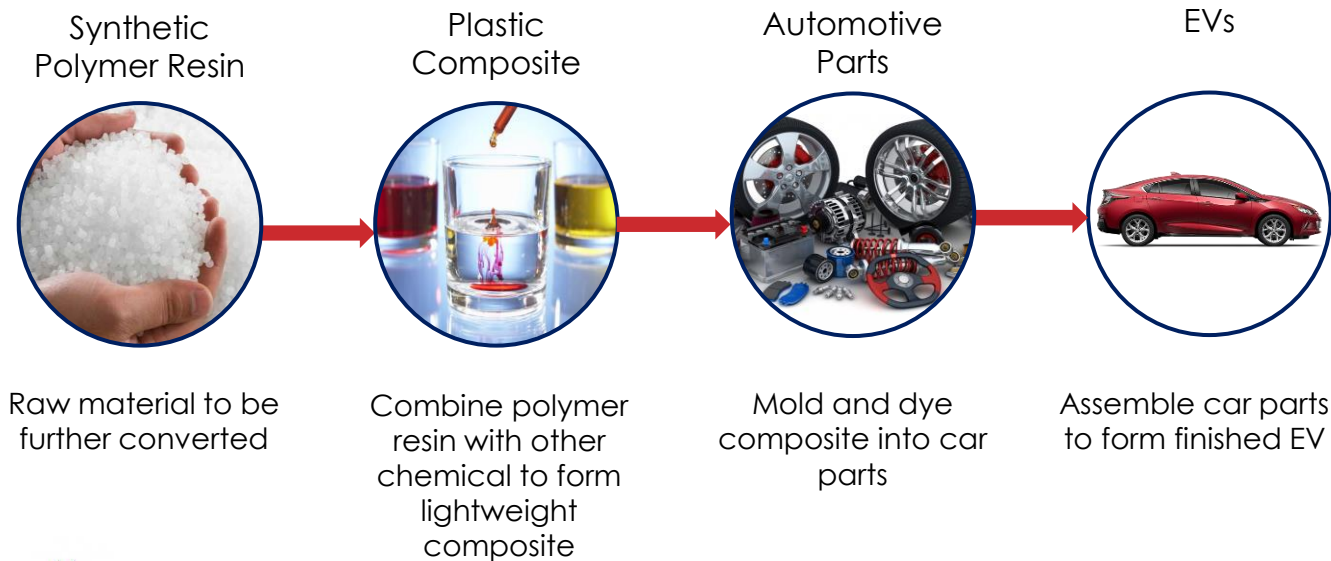 Synthetic
Polymer Resin
Plastic
Composite
Automotive
Parts
EVs
Raw material to be
further converted
Combine polymer
resin with other
chemical to form
lightweight
composite
Mold and dye
composite into car
parts
Assemble car parts
to form finished EV